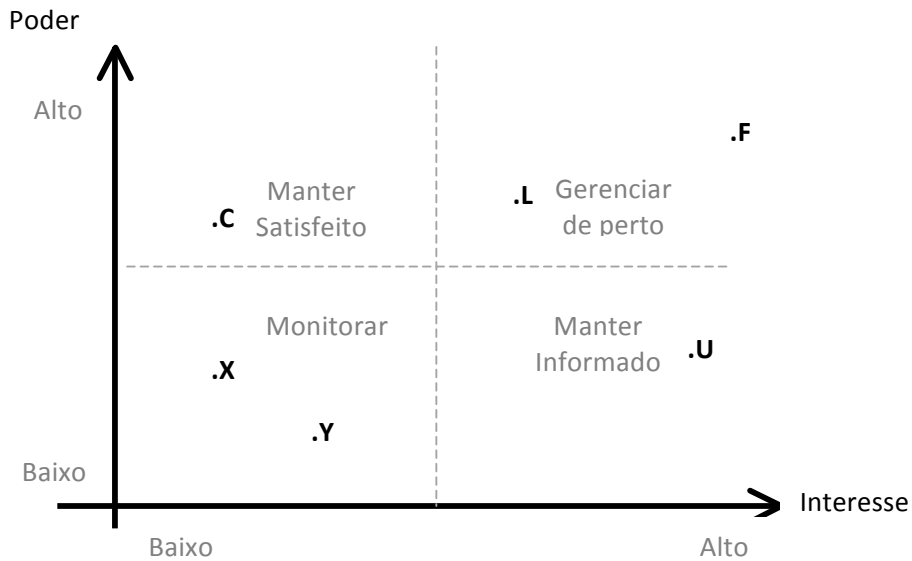 Poder
Alto
.F
Manter
Satisfeito
.L
Gerenciar
de perto
.C
Monitorar
Manter
Informado
.U
.X
.Y
Baixo
Interesse
Baixo
Alto